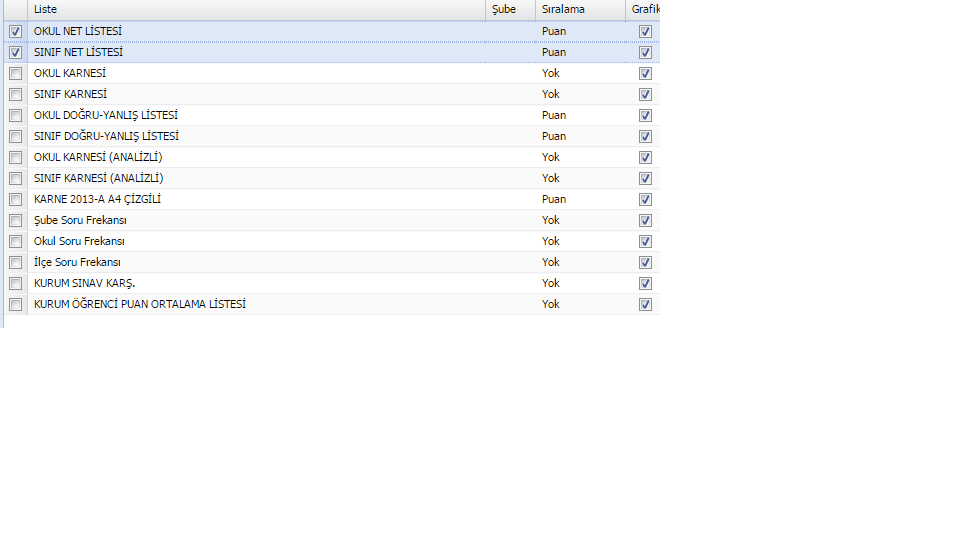 Liste Şube Sıralama Grafik
OKUL NET LİSTESİ Puan
SINIF NET LİSTESİ Puan
OKUL KARNESİ Yok
SINIF KARNESİ Yok
OKUL DOĞRU-YANLIŞ LİSTESİ Puan
SINIF DOĞRU-YANLIŞ LİSTESİ Puan
OKUL KARNESİ (ANALİZLİ) Yok
SINIF KARNESİ (ANALİZLİ) Yok
KARNE 2013-A A4 ÇİZGİLİ Puan
Şube Soru Frekansı Yok
Okul Soru Frekansı Yok
İlçe Soru Frekansı Yok
KURUM SINAV KARŞ. Yok
KURUM ÖĞRENCİ PUAN ORTALAMA LİSTESİ Yok